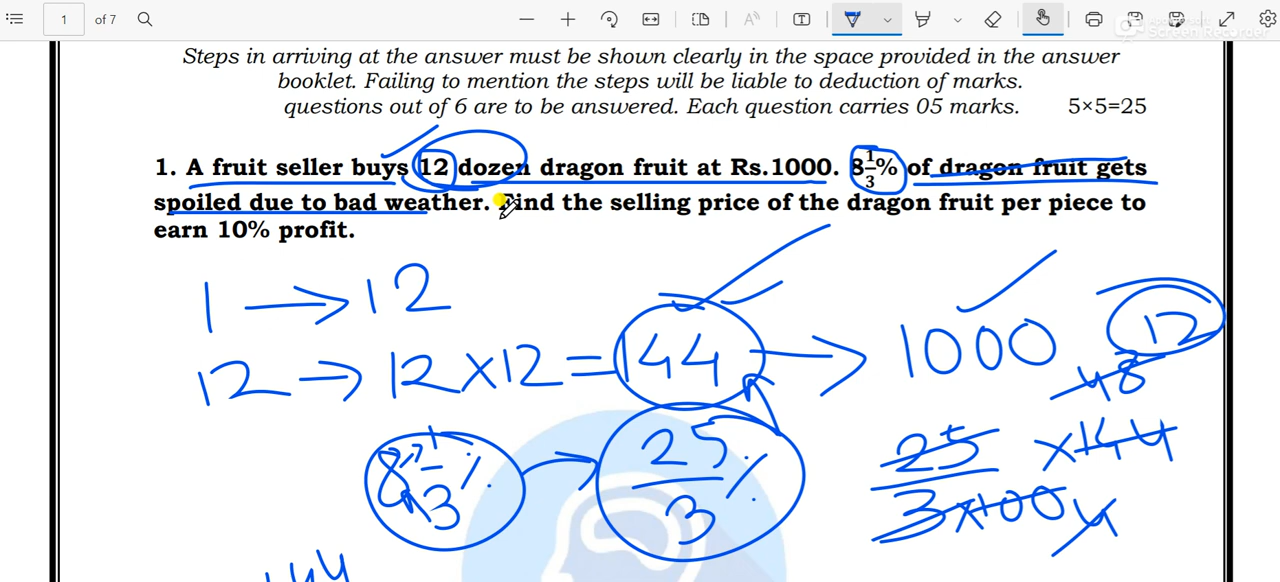 1 of 7
Steps in arriving at the answer must be shown clearly in the space provided in the answer
booklet. Failing to mention the steps will be liable to deduction of marks.
questions out of 6 are to be answered. Each question carries 05 marks. 5×5=25
1. A fruit seller buys 12 dozen dragon fruit at Rs.1000. 8 1/3 % of dragon fruit gets
spoiled due to bad weather. Find the selling price of the dragon fruit per piece to
earn 10% profit.
1 → 12
12 → 12×12 = 144 → 1000
12
48
8 1/3 % → 25/3 %
25 ×144
3×100 4
144